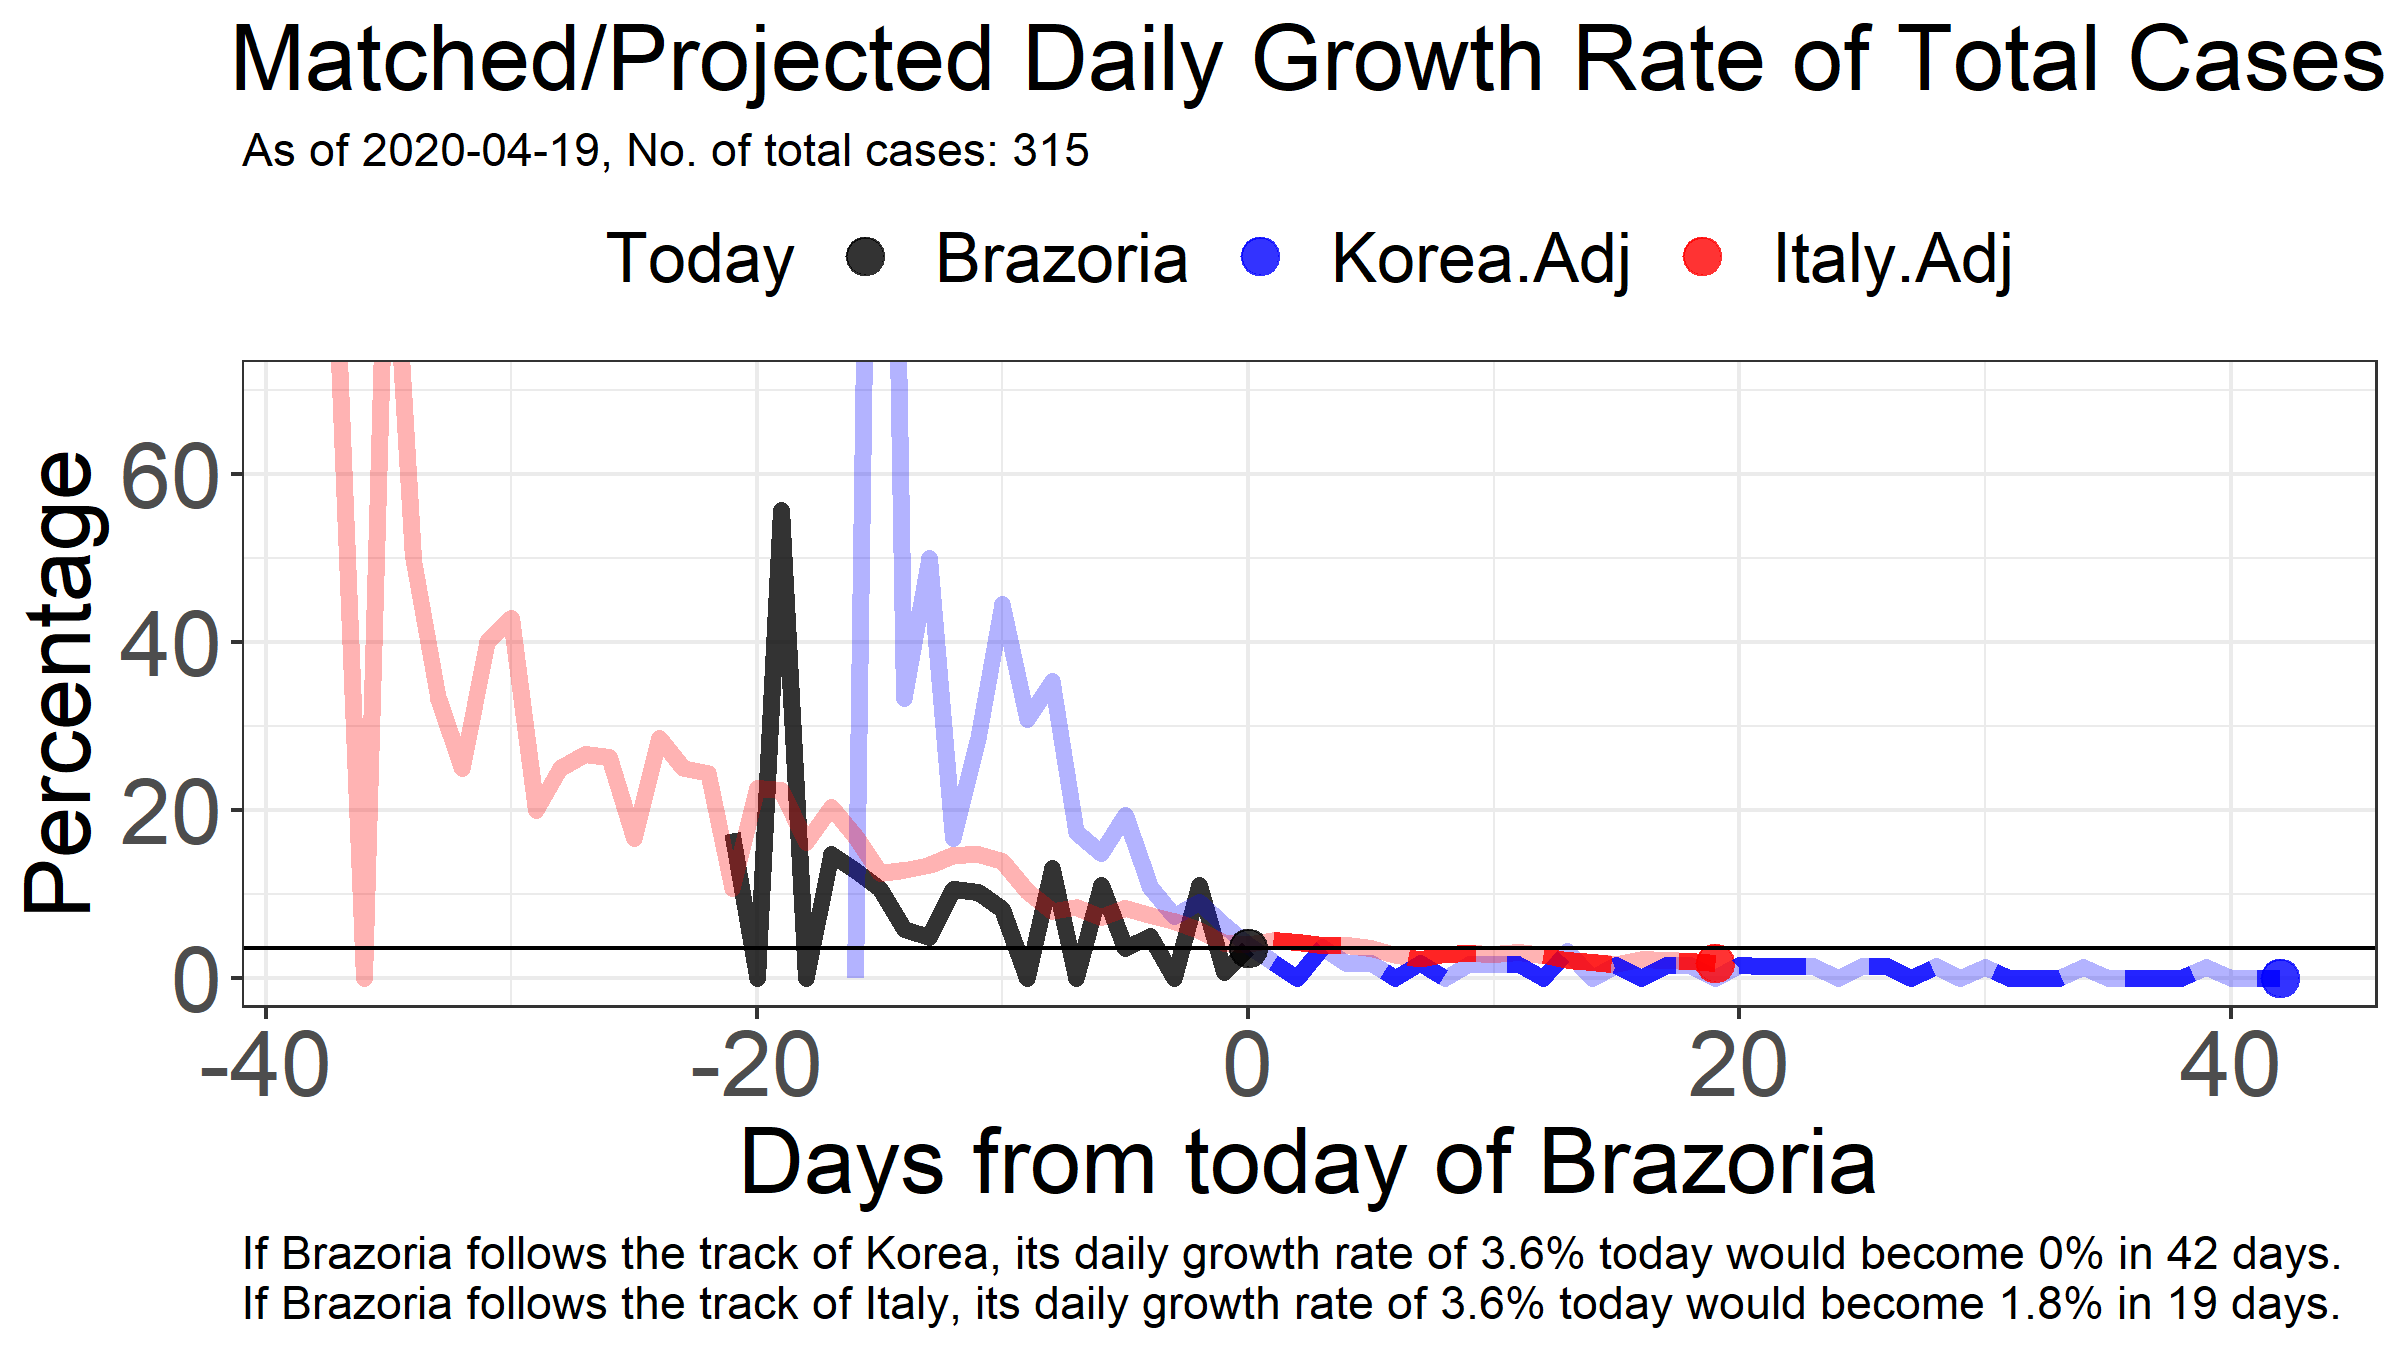 Matched/Projected Daily Growth Rate of Total Cases
As of 2020-04-19, No. of total cases: 315
Today Brazoria Korea.Adj Italy.Adj
Percentage
60
40
20
0
-40 -20 0 20 40
Days from today of Brazoria
If Brazoria follows the track of Korea, its daily growth rate of 3.6% today would become 0% in 42 days.
If Brazoria follows the track of Italy, its daily growth rate of 3.6% today would become 1.8% in 19 days.